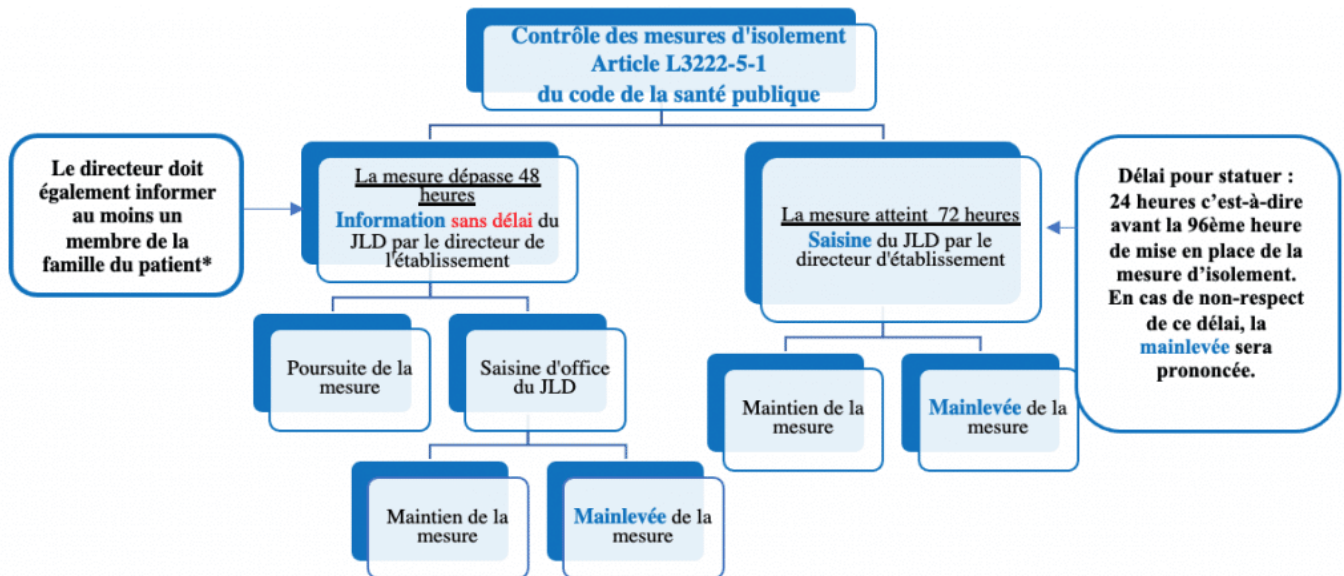 Contrôle des mesures d'isolement
Article L3222-5-1
du code de la santé publique
Le directeur doit
également informer
au moins un
membre de la
famille du patient*
La mesure dépasse 48
heures
Information sans délai du
JLD par le directeur de
l'établissement
La mesure atteint 72 heures
Saisine du JLD par le
directeur d'établissement
Délai pour statuer :
24 heures c’est-à-dire
avant la 96ème heure
de mise en place de la
mesure d’isolement.
En cas de non-respect
de ce délai, la
mainlevée sera
prononcée.
Poursuite de la
mesure
Saisine d'office
du JLD
Maintien de la
mesure
Mainlevée de la
mesure
Maintien de la
mesure
Mainlevée de la
mesure